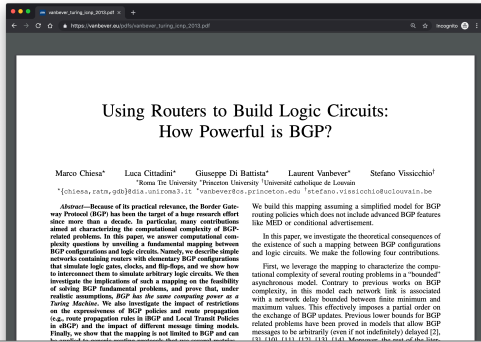 vanbever_turing_icnp_2013.pdf
https://vanbever.eu/pdfs/vanbever_turing_icnp_2013.pdf
Incognito
Using Routers to Build Logic Circuits:
How Powerful is BGP?
Marco Chiesa* Luca Cittadini* Giuseppe Di Battista* Laurent Vanbever° Stefano Vissicchio†
*Roma Tre University °Princeton University †Université catholique de Louvain
*{chiesa,ratm,gdb}@dia.uniroma3.it °vanbever@cs.princeton.edu †stefano.vissicchio@uclouvain.be
Abstract—Because of its practical relevance, the Border Gate-
way Protocol (BGP) has been the target of a huge research effort
since more than a decade. In particular, many contributions
aimed at characterizing the computational complexity of BGP-
related problems. In this paper, we answer computational com-
plexity questions by unveiling a fundamental mapping between
BGP configurations and logic circuits. Namely, we describe simple
networks containing routers with elementary BGP configurations
that simulate logic gates, clocks, and flip-flops, and we show how
to interconnect them to simulate arbitrary logic circuits. We then
investigate the implications of such a mapping on the feasibility
of solving BGP fundamental problems, and prove that, under
realistic assumptions, BGP has the same computing power as a
Turing Machine. We also investigate the impact of restrictions
on the expressiveness of BGP policies and route propagation
(e.g., route propagation rules in iBGP and Local Transit Policies
in eBGP) and the impact of different message timing models.
Finally, we show that the mapping is not limited to BGP and can
We build this mapping assuming a simplified model for BGP
routing policies which does not include advanced BGP features
like MED or conditional advertisement.
In this paper, we investigate the theoretical consequences of
the existence of such a mapping between BGP configurations
and logic circuits. We make the following four contributions.
First, we leverage the mapping to characterize the compu-
tational complexity of several routing problems in a "bounded"
asynchronous model. Contrary to previous works on BGP
complexity, in this model each network link is associated
with a network delay bounded between finite minimum and
maximum values. This effectively imposes a partial order on
the exchange of BGP updates. Previous lower bounds for BGP
related problems have been proved in models that allow BGP
messages to be arbitrarily (even if not indefinitely) delayed [2],